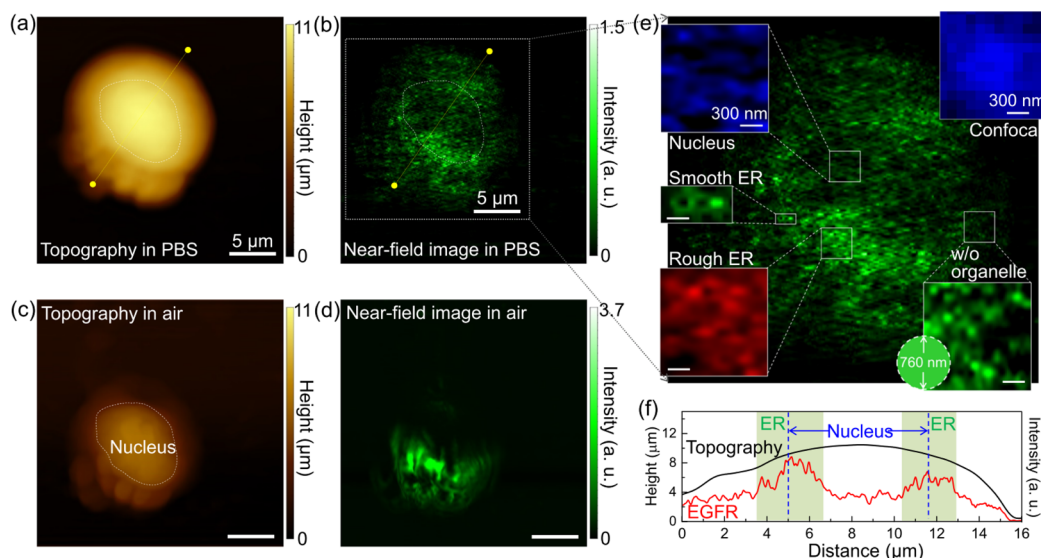 (a)
11
Height (μm)
0
Topography in PBS
5 μm
(b)
1.5
Intensity (a. u.)
0
5 μm
Near-field image in PBS
(c)
Topography in air
11
Height (μm)
0
Nucleus
(d)
Near-field image in air
3.7
Intensity (a. u.)
0
(e)
300 nm
Nucleus
300 nm
Confocal
Smooth ER
Rough ER
w/o
organelle
760 nm
(f)
12
8
4
0
Height (μm)
Topography
ER
Nucleus
ER
EGFR
Intensity (a. u.)
0 2 4 6 8 10 12 14 16
Distance (μm)